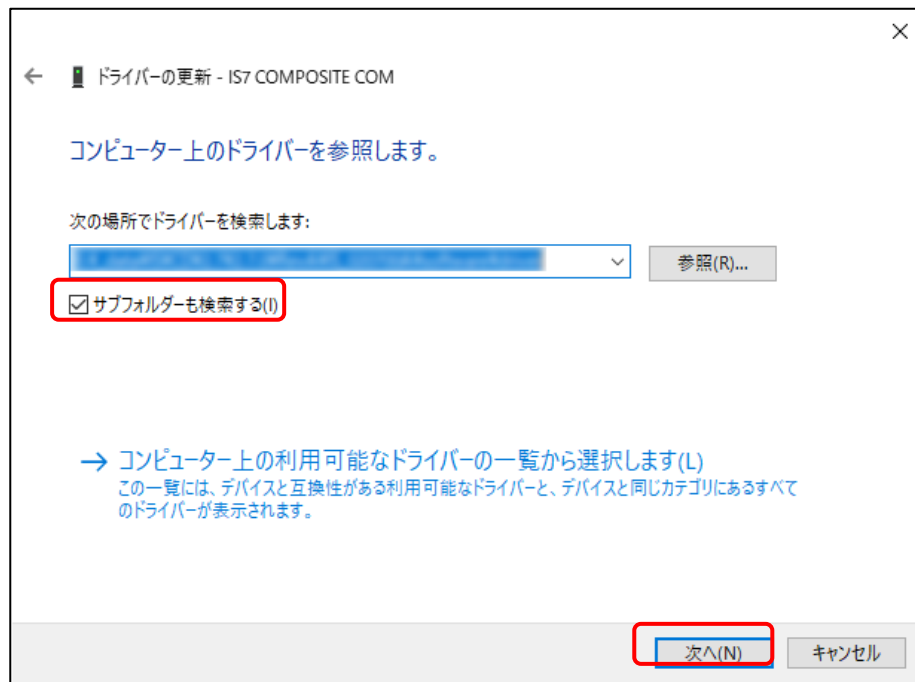 ドライバーの更新 - IS7 COMPOSITE COM
コンピューター上のドライバーを参照します。
次の場所でドライバーを検索します:
参照(R)...
サブフォルダーも検索する(I)
コンピューター上の利用可能なドライバーの一覧から選択します(L)
この一覧には、デバイスと互換性がある利用可能なドライバーと、デバイスと同じカテゴリにあるすべて
のドライバーが表示されます。
次へ(N)
キャンセル